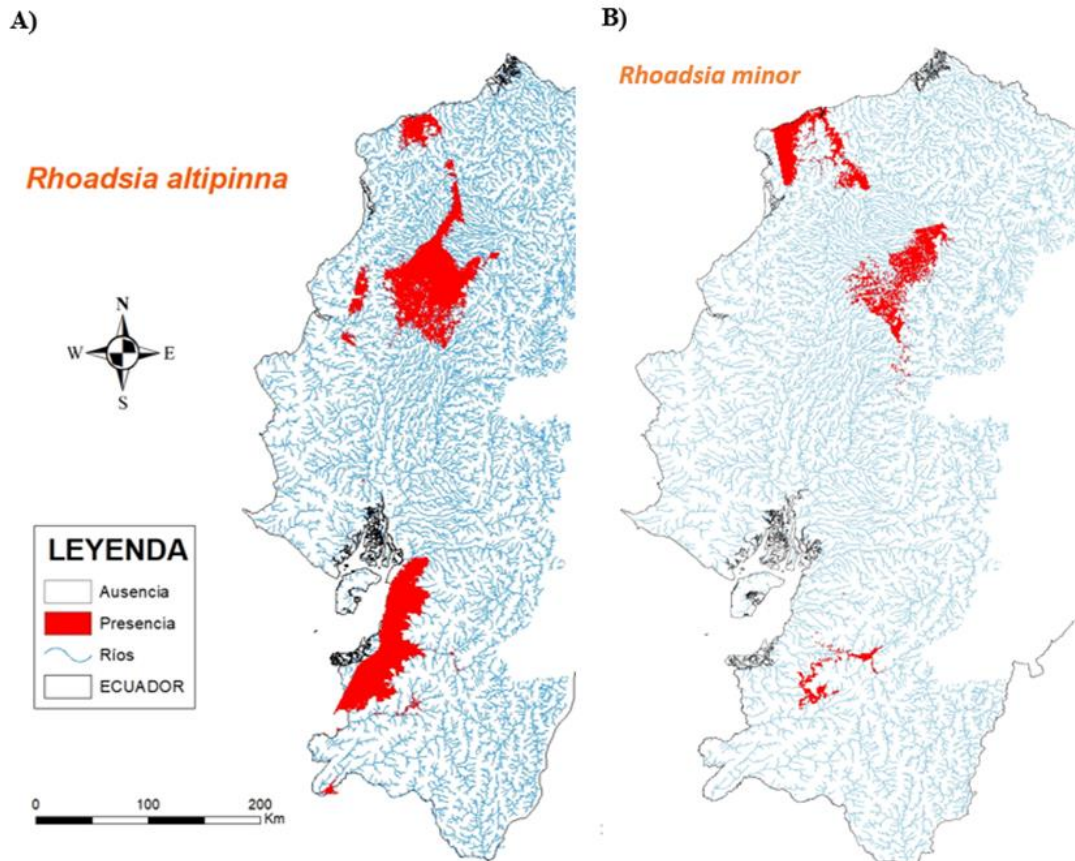 A)
B)
Rhoadsia altipinna
Rhoadsia minor
N
W E
S
LEYENDA
Ausencia
Presencia
Ríos
ECUADOR
0 100 200
Km